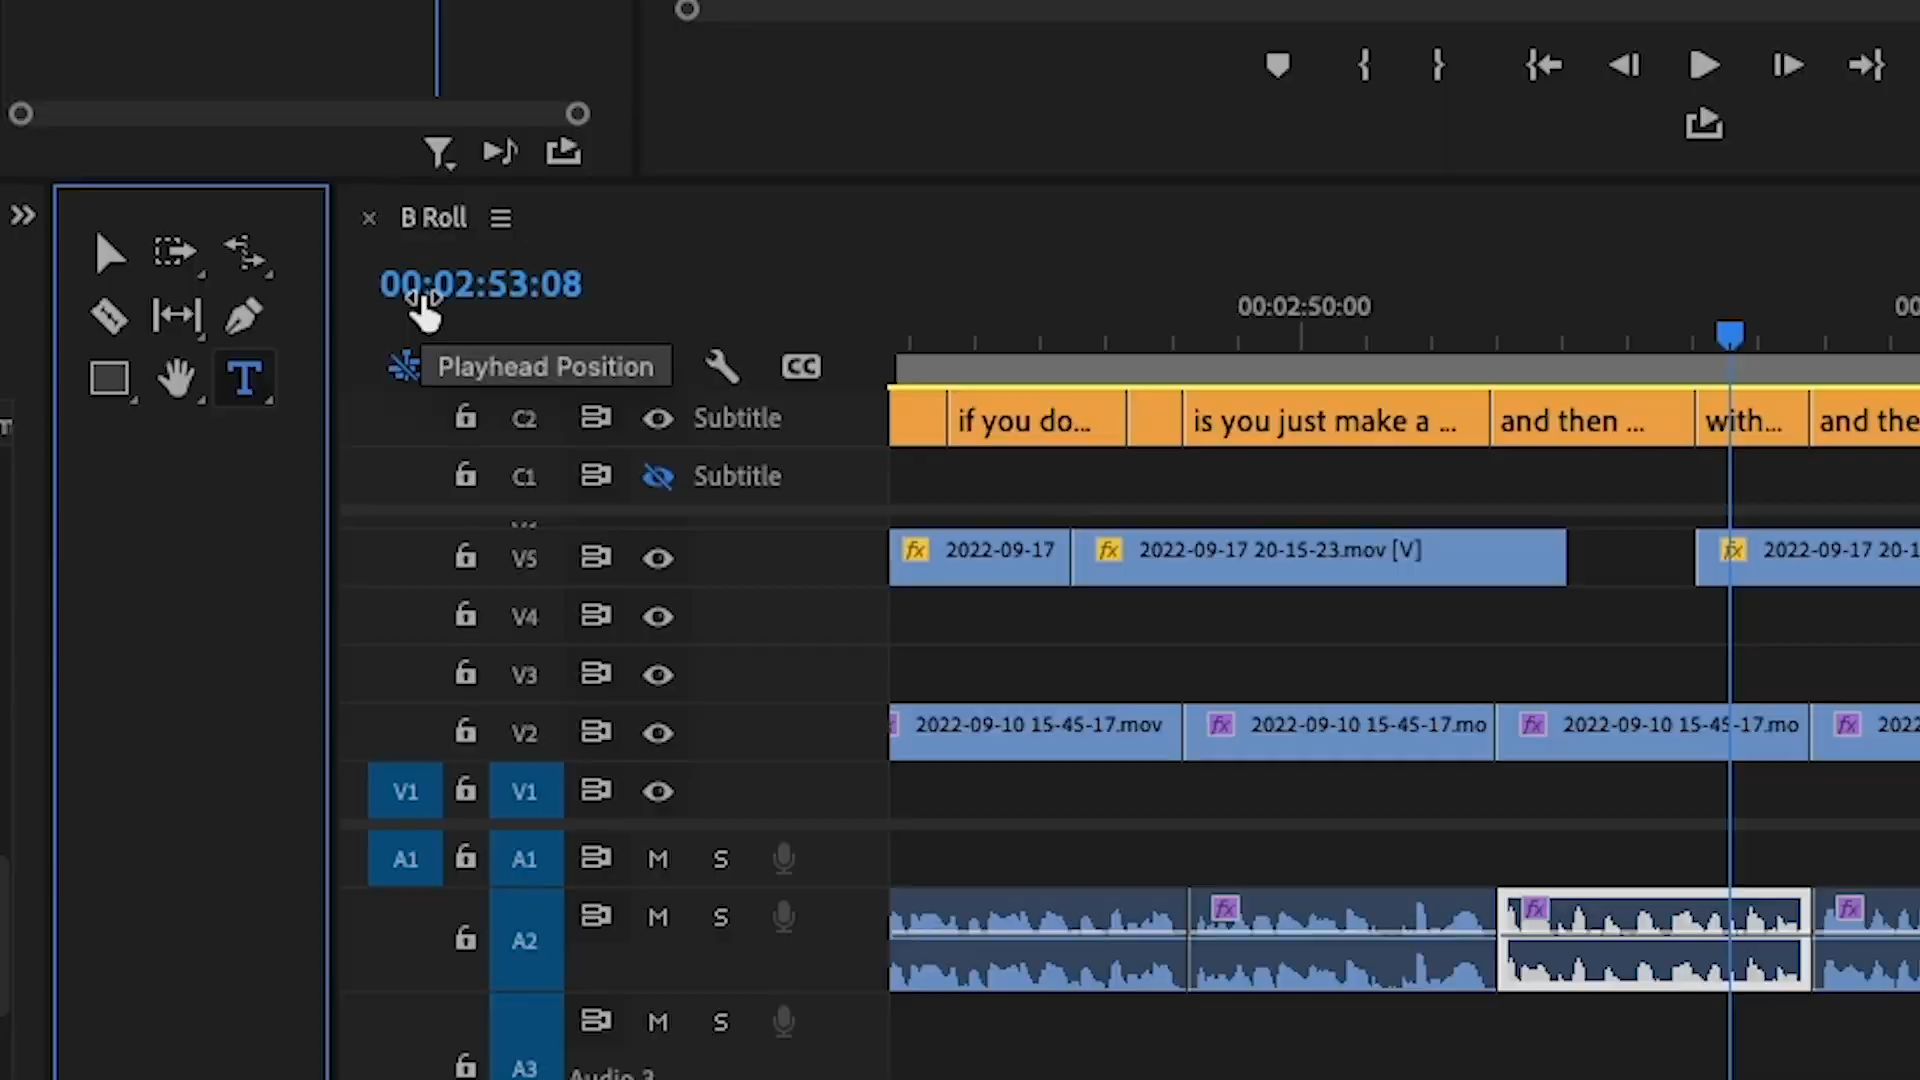 B Roll
00:02:53:08
00:02:50:00
00
Playhead Position
CC
C2 Subtitle
if you do...
is you just make a ...
and then ...
with...
and the
C1 Subtitle
V5
fx 2022-09-17
fx 2022-09-17 20-15-23.mov [V]
fx 2022-09-17 20-1
V4
V3
V2
2022-09-10 15-45-17.mov
fx 2022-09-10 15-45-17.mo
fx 2022-09-10 15-45-17.mo
fx 2022
V1 V1
A1 A1 M S
A2 M S
fx
fx
fx
A3 M S
Audio 3
T